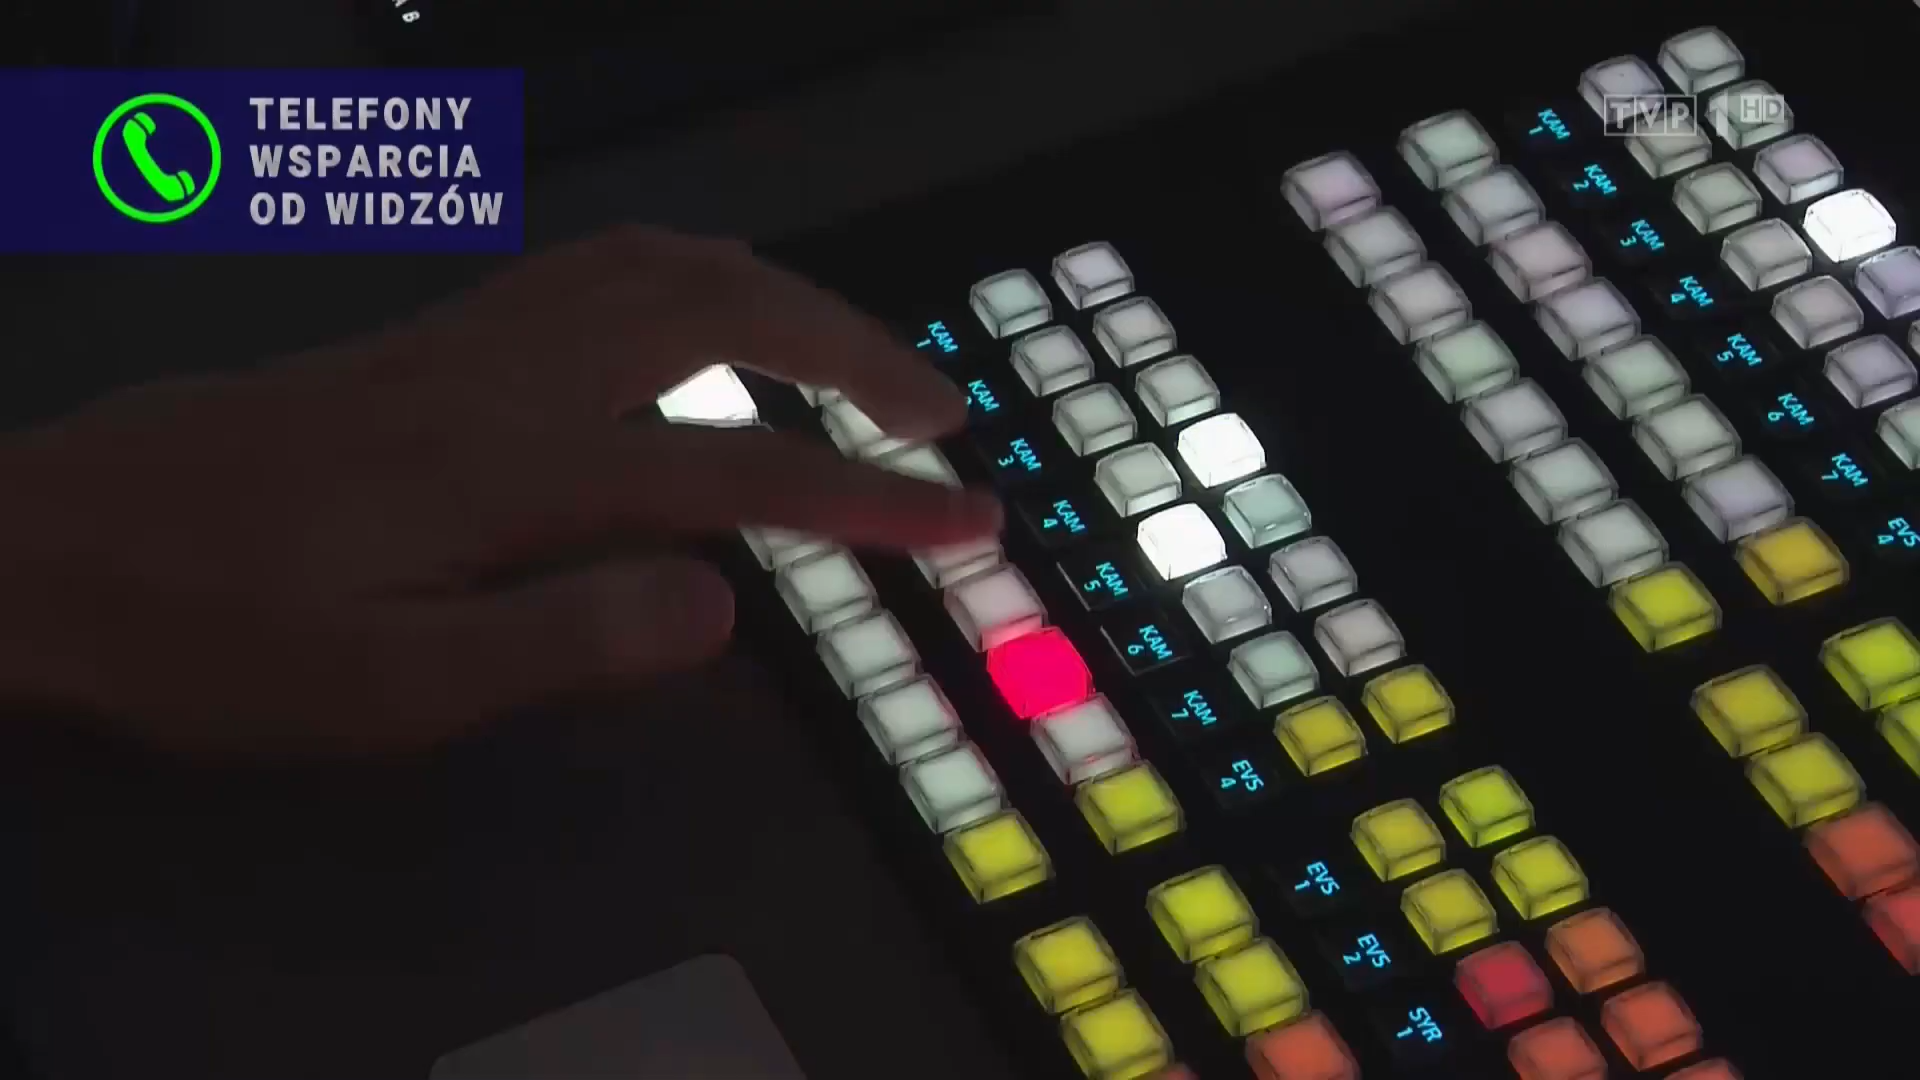 A B
TELEFONY
WSPARCIA
OD WIDZÓW
TVP 1 HD
KAM 1
KAM 2
KAM 3
KAM 4
KAM 5
KAM 6
KAM 7
EVS 4
KAM 1
KAM
KAM 3
KAM 4
KAM 5
KAM 6
KAM 7
EVS 4
EVS 1
EVS 2
SYR 1